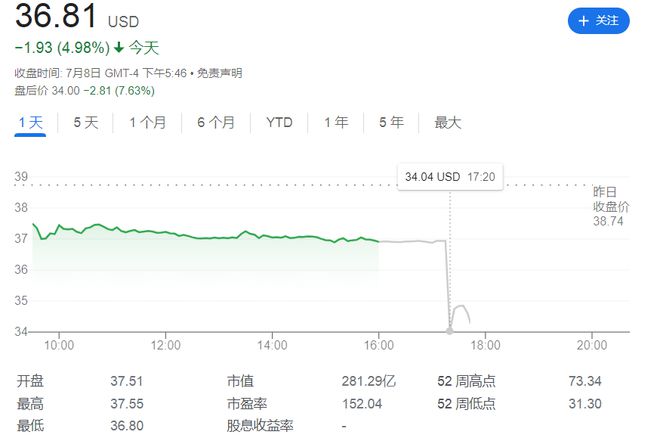 36.81 USD
+ 关注
−1.93 (4.98%) 今天
收盘时间: 7月8日 GMT-4 下午5:46 • 免责声明
盘后价 34.00 −2.81 (7.63%)
1 天 5 天 1 个月 6 个月 YTD 1 年 5 年 最大
34.04 USD 17:20
39
昨日
收盘价
38.74
38
37
36
35
34
10:00 12:00 14:00 16:00 18:00 20:00
开盘 37.51 市值 281.29亿 52 周高点 73.34
最高 37.55 市盈率 152.04 52 周低点 31.30
最低 36.80 股息收益率 -